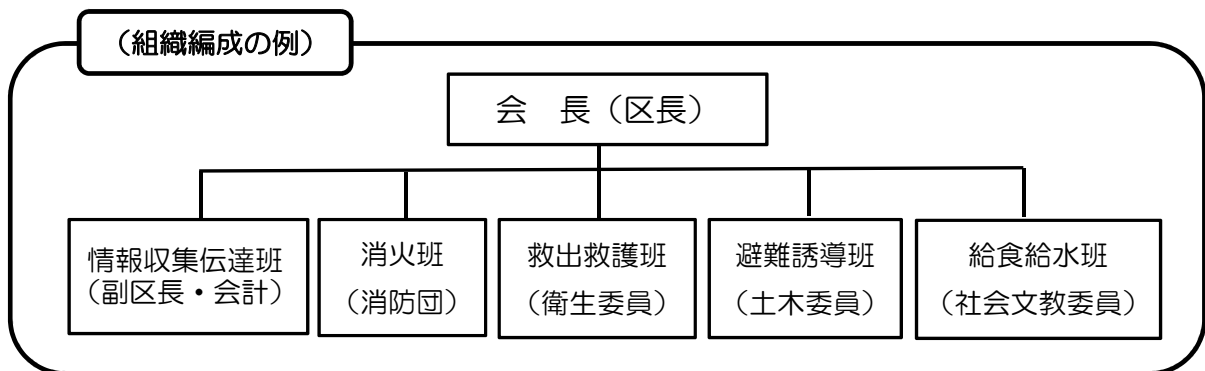 （組織編成の例）
会　長（区長）
情報収集伝達班
（副区長・会計）
消火班
（消防団）
救出救護班
（衛生委員）
避難誘導班
（土木委員）
給食給水班
（社会文教委員）